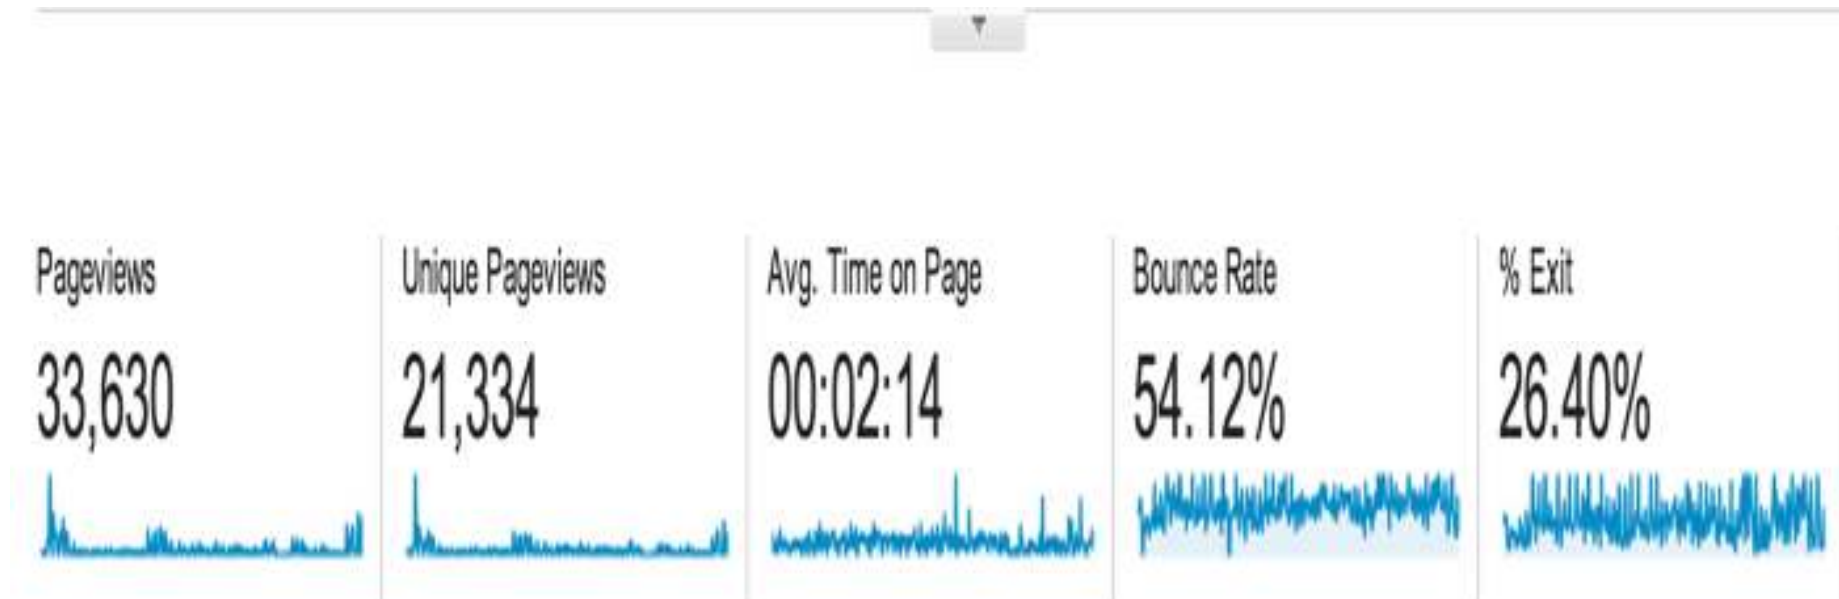 Pageviews
33,630
Unique Pageviews
21,334
Avg. Time on Page
00:02:14
Bounce Rate
54.12%
% Exit
26.40%